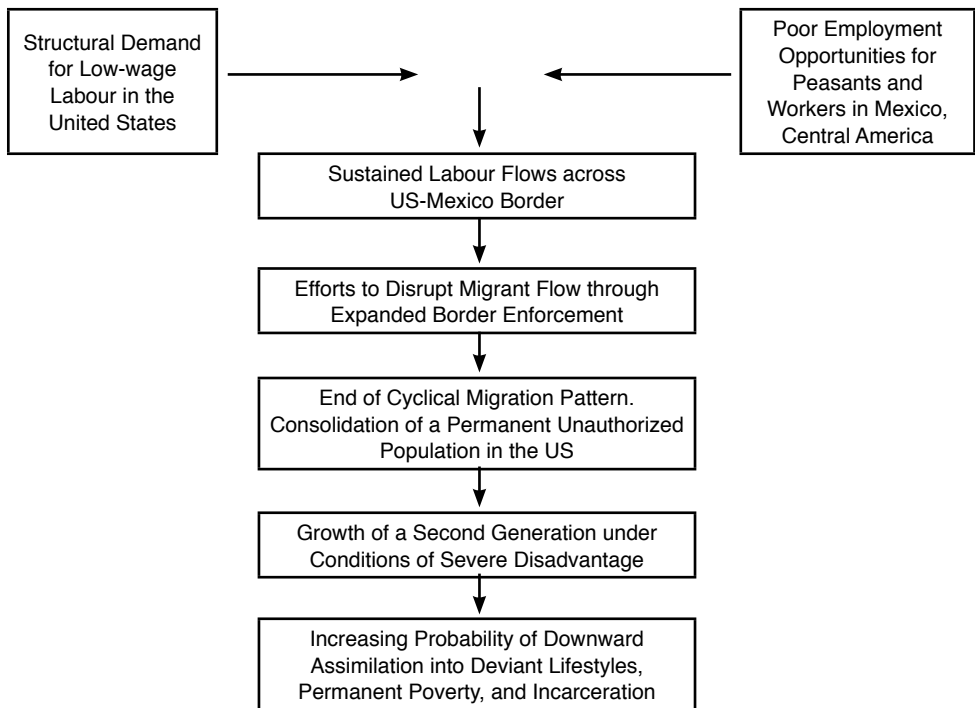 Structural Demand
for Low-wage
Labour in the
United States
Poor Employment
Opportunities for
Peasants and
Workers in Mexico,
Central America
Sustained Labour Flows across
US-Mexico Border
Efforts to Disrupt Migrant Flow through
Expanded Border Enforcement
End of Cyclical Migration Pattern.
Consolidation of a Permanent Unauthorized
Population in the US
Growth of a Second Generation under
Conditions of Severe Disadvantage
Increasing Probability of Downward
Assimilation into Deviant Lifestyles,
Permanent Poverty, and Incarceration